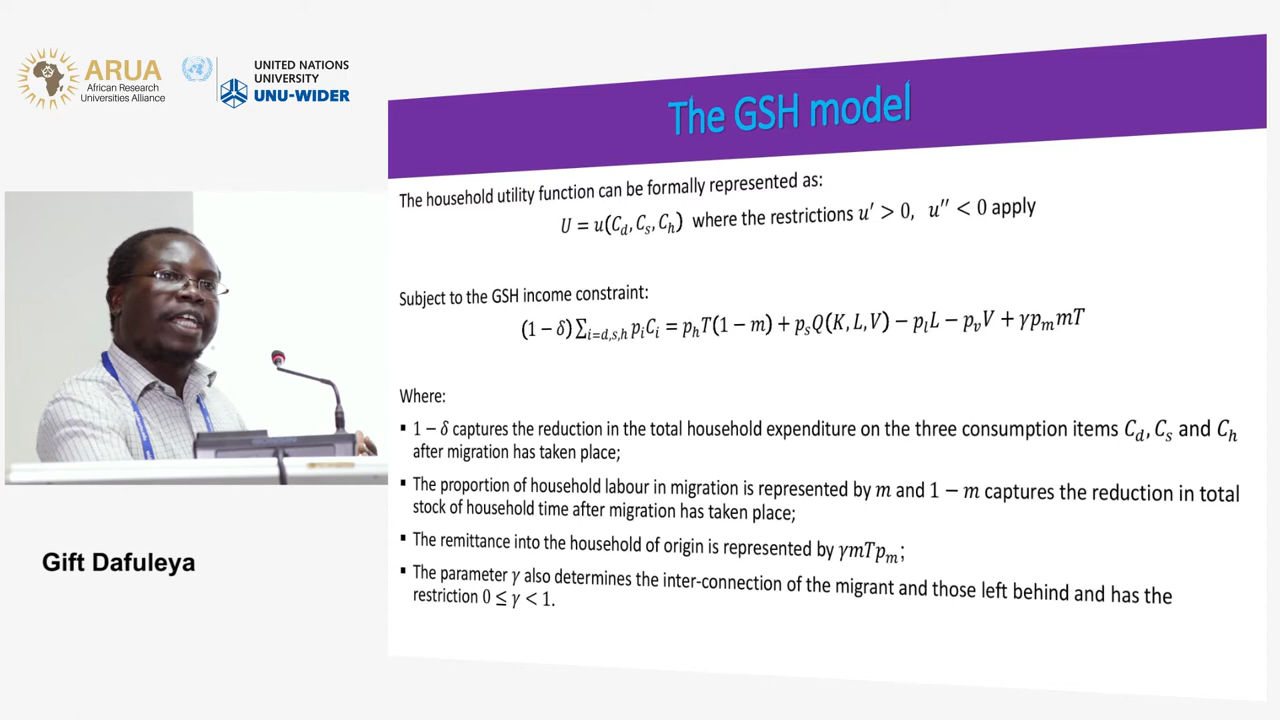 ARUA
African Research
Universities Alliance
UNITED NATIONS
UNIVERSITY
UNU-WIDER
The GSH model
The household utility function can be formally represented as:
U = u(C_d, C_s, C_h) where the restrictions u′ > 0, u″ < 0 apply
Subject to the GSH income constraint:
(1 − δ) ∑_{i=d,s,h} p_i C_i = p_h T(1 − m) + p_s Q(K, L, V) − p_l L − p_v V + γp_m mT
Where:
▪ 1 − δ captures the reduction in the total household expenditure on the three consumption items C_d, C_s and C_h
after migration has taken place;
▪ The proportion of household labour in migration is represented by m and 1 − m captures the reduction in total
stock of household time after migration has taken place;
▪ The remittance into the household of origin is represented by γmTp_m;
▪ The parameter γ also determines the inter-connection of the migrant and those left behind and has the
restriction 0 ≤ γ < 1.
Gift Dafuleya